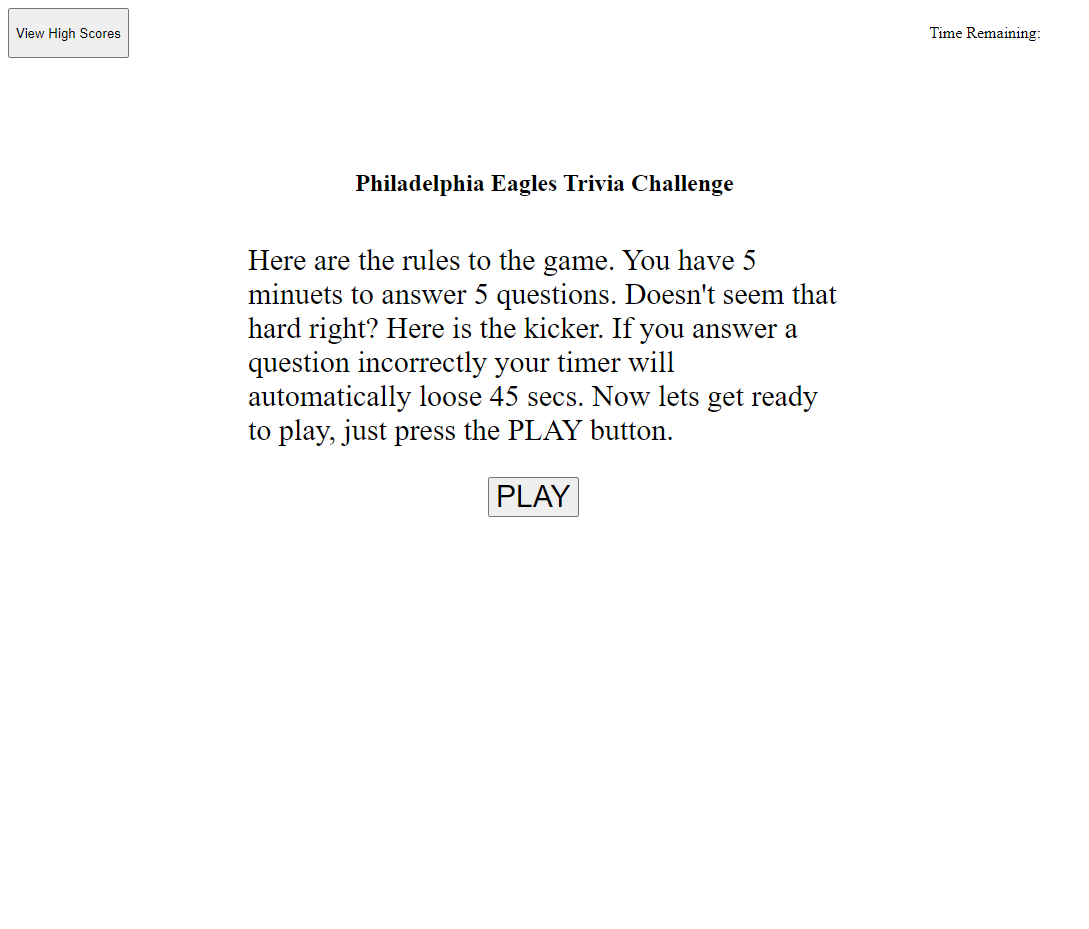 View High Scores
Time Remaining:
Philadelphia Eagles Trivia Challenge
Here are the rules to the game. You have 5
minuets to answer 5 questions. Doesn't seem that
hard right? Here is the kicker. If you answer a
question incorrectly your timer will
automatically loose 45 secs. Now lets get ready
to play, just press the PLAY button.
PLAY